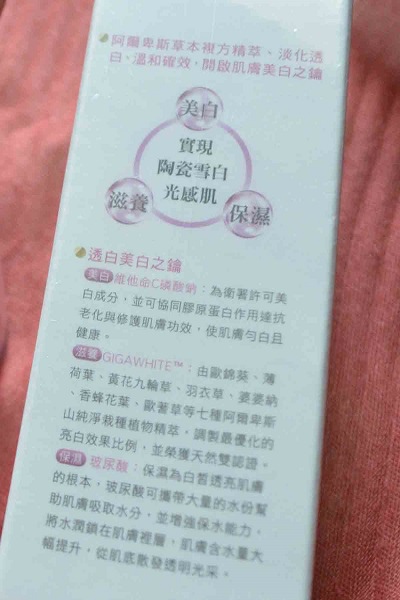 阿爾卑斯草本複方精萃、淡化透
白、溫和確效，開啟肌膚美白之鑰
美白
實現
陶瓷雪白
光感肌
滋養
保濕
透白美白之鑰
美白 維他命C磷酸鈉：為衛署許可美
白成分，並可協同膠原蛋白作用達抗
老化與修護肌膚功效，使肌膚勻白且
健康。
滋養 GIGAWHITE™：由歐錦葵、薄
荷葉、黃花九輪草、羽衣草、婆婆納
、香蜂花葉、歐蓍草等七種阿爾卑斯
山純淨栽種植物精萃，調製最優化的
亮白效果比例，並榮獲天然雙認證。
保濕 玻尿酸：保濕為白皙透亮肌膚
的根本，玻尿酸可攜帶大量的水份幫
助肌膚吸取水分，並增強保水能力，
將水潤鎖在肌膚裡層，肌膚含水量大
幅提升，從肌底散發透明光采。